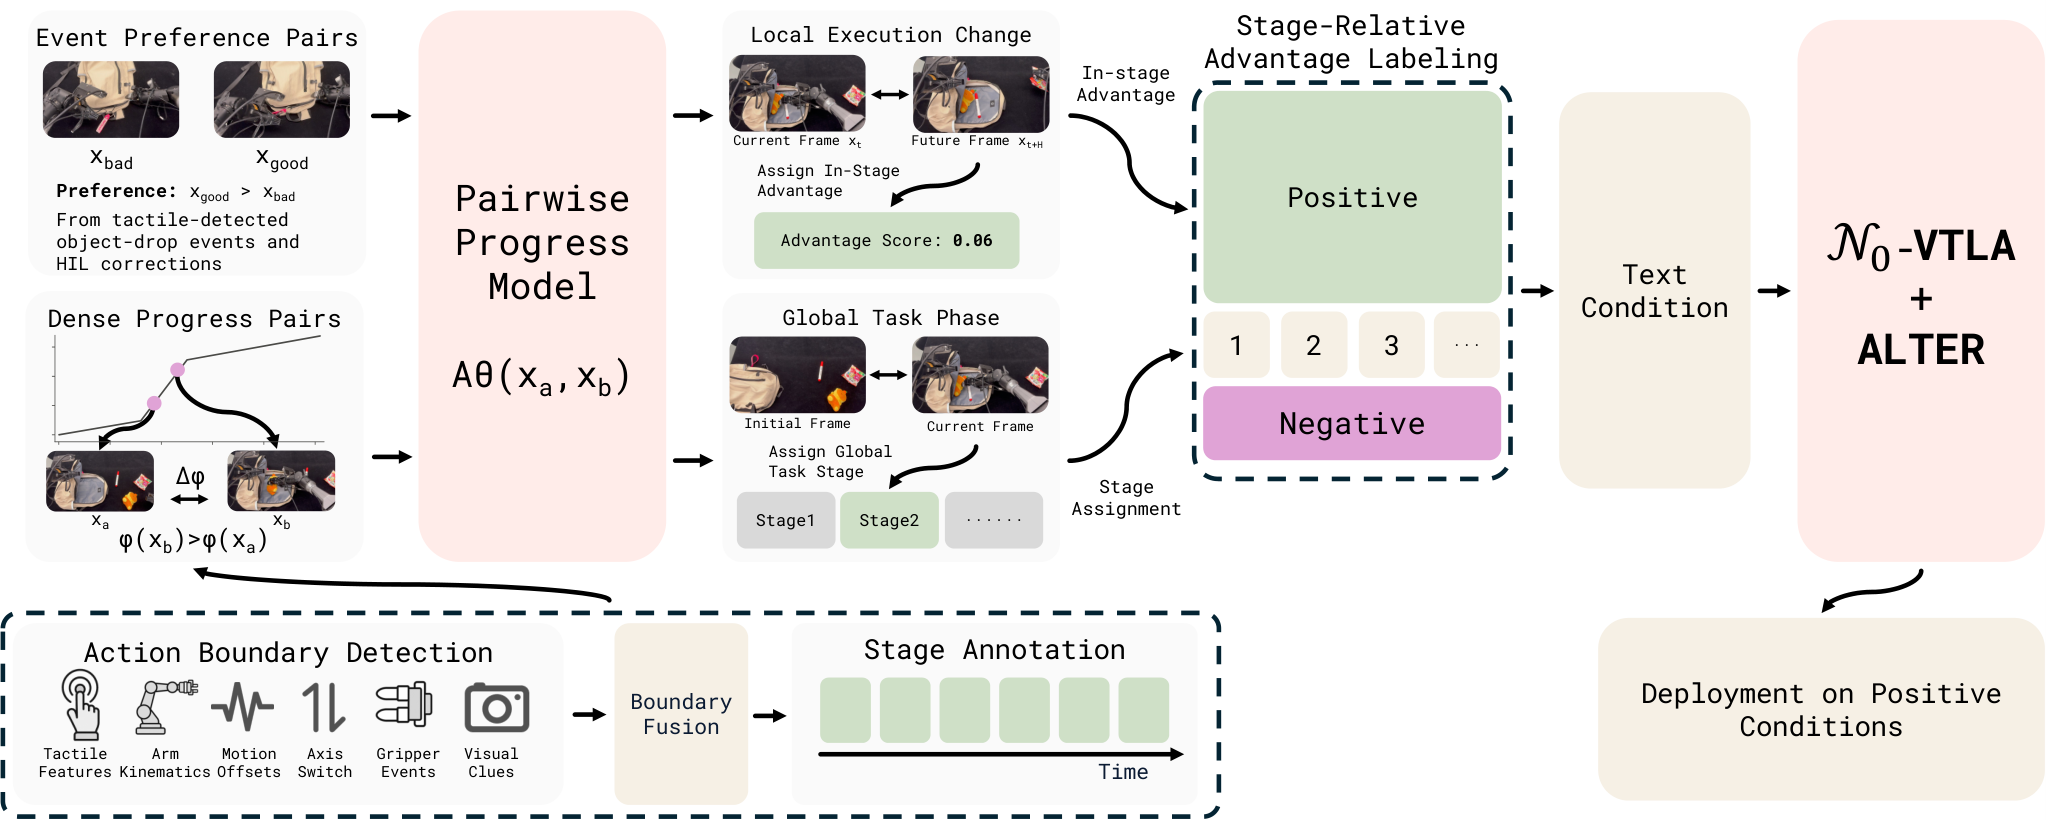 Event Preference Pairs
x_bad
x_good
Preference: x_good > x_bad
From tactile-detected
object-drop events and
HIL corrections
Dense Progress Pairs
Δφ
x_a
x_b
φ(x_b)>φ(x_a)
Pairwise
Progress
Model
Aθ(x_a,x_b)
Local Execution Change
Current Frame x_t
Future Frame x_t+H
Assign In-Stage
Advantage
Advantage Score: 0.06
Global Task Phase
Initial Frame
Current Frame
Assign Global
Task Stage
Stage1
Stage2
······
In-stage
Advantage
Stage
Assignment
Stage-Relative
Advantage Labeling
Positive
1
2
3
···
Negative
Text
Condition
𝒩₀-VTLA
+
ALTER
Deployment on Positive
Conditions
Action Boundary Detection
Tactile
Features
Arm
Kinematics
Motion
Offsets
Axis
Switch
Gripper
Events
Visual
Clues
Boundary
Fusion
Stage Annotation
Time